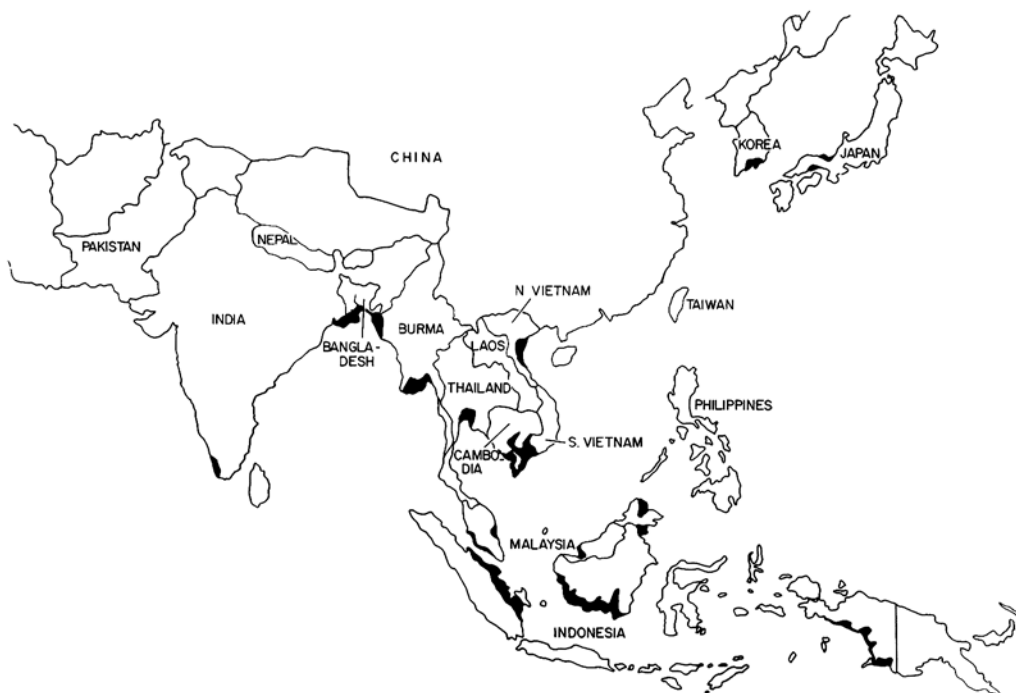 CHINA
KOREA
JAPAN
PAKISTAN
NEPAL
TAIWAN
N VIETNAM
INDIA
BURMA
BANGLA-
DESH
LAOS
THAILAND
PHILIPPINES
S. VIETNAM
CAMBO-
DIA
MALAYSIA
INDONESIA